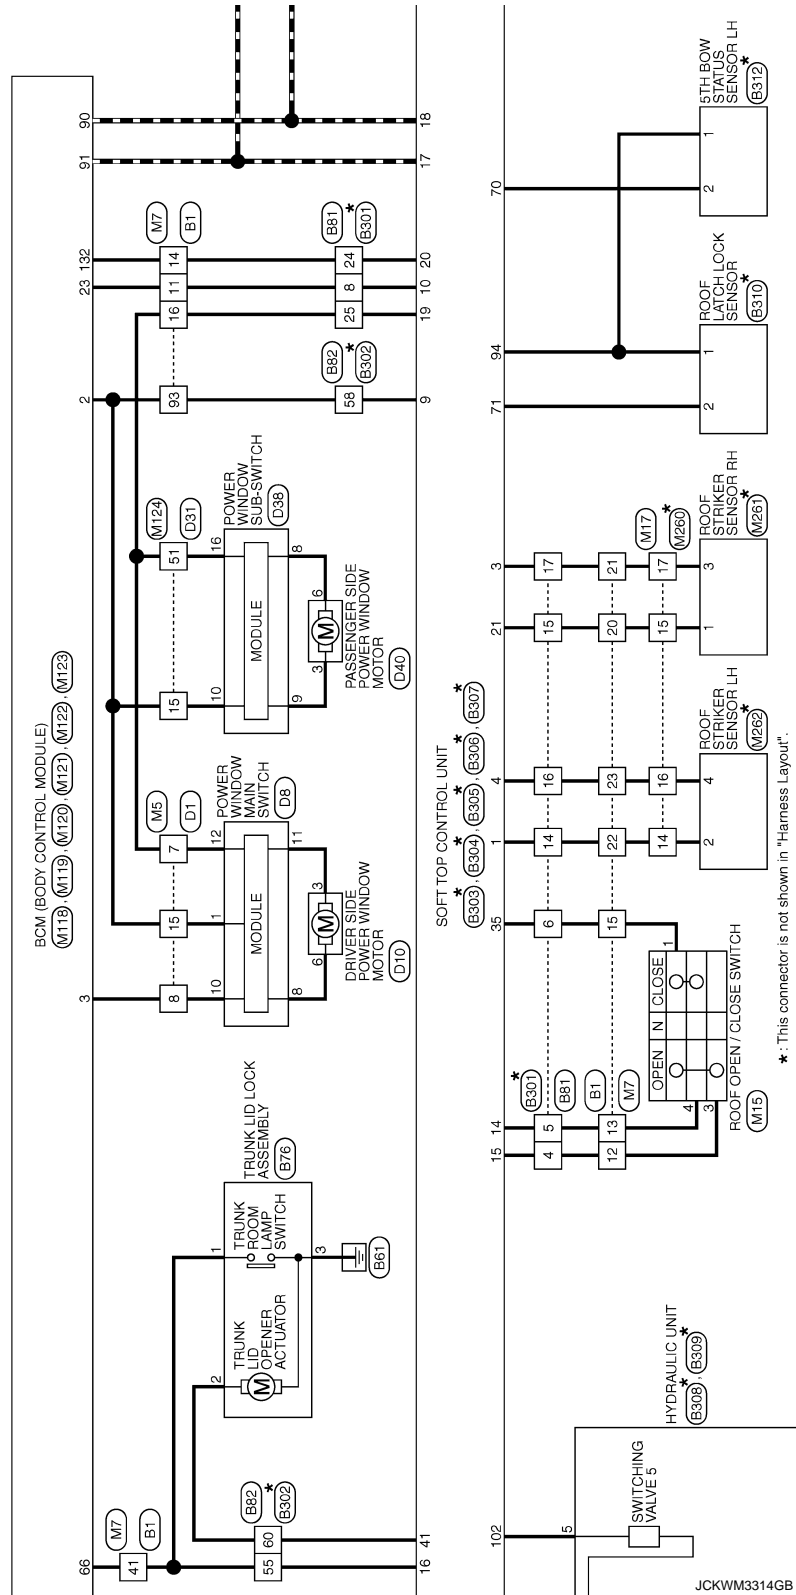 BCM (BODY CONTROL MODULE)
M118 , M119 , M120 , M121 , M122 , M123
66
3
2
23
132
91
90
M7
B1
41
TRUNK LID LOCK
ASSEMBLY
B76
2
1
3
TRUNK
LID
OPENER
ACTUATOR
M
TRUNK
ROOM
LAMP
SWITCH
B61
B82
*
B302
55
60
16
41
M5
D1
8
15
7
POWER
WINDOW
MAIN
SWITCH
D8
10
1
12
MODULE
8
11
6
3
M
DRIVER SIDE
POWER WINDOW
MOTOR
D10
M124
D31
15
51
POWER
WINDOW
SUB-SWITCH
D38
10
16
MODULE
9
8
3
6
M
PASSENGER SIDE
POWER WINDOW
MOTOR
D40
M7
B1
93
16
11
14
B82
*
B302
58
B81
*
B301
25
8
24
9
19
10
20
17
18
SOFT TOP CONTROL UNIT
* * * * *
B303 , B304 , B305 , B306 , B307
102
15
14
35
1
4
21
3
71
94
70
HYDRAULIC UNIT
* *
B308 , B309
5
SWITCHING
VALVE 5
*
B301
B81
B1
M7
4
5
6
14
16
15
17
12
13
15
22
23
20
21
M17
*
M260
14
16
15
17
OPEN N CLOSE
4
3
1
ROOF OPEN / CLOSE SWITCH
M15
2
4
ROOF
STRIKER
SENSOR LH
*
M262
1
3
ROOF
STRIKER
SENSOR RH
*
M261
2
1
ROOF
LATCH LOCK
SENSOR
*
B310
2
1
5TH BOW
STATUS
SENSOR LH
*
B312
* : This connector is not shown in "Harness Layout".
JCKWM3314GB